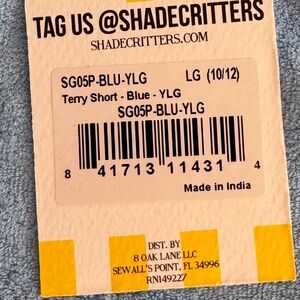 TAG US @SHADECRITTERS
SHADECRITTERS.COM
SG05P-BLU-YLG LG (10/12)
Terry Short - Blue - YLG
SG05P-BLU-YLG
8 41713 11431 4
Made in India
DIST. BY
8 OAK LANE LLC
SEWALL'S POINT, FL 34996
RN149227